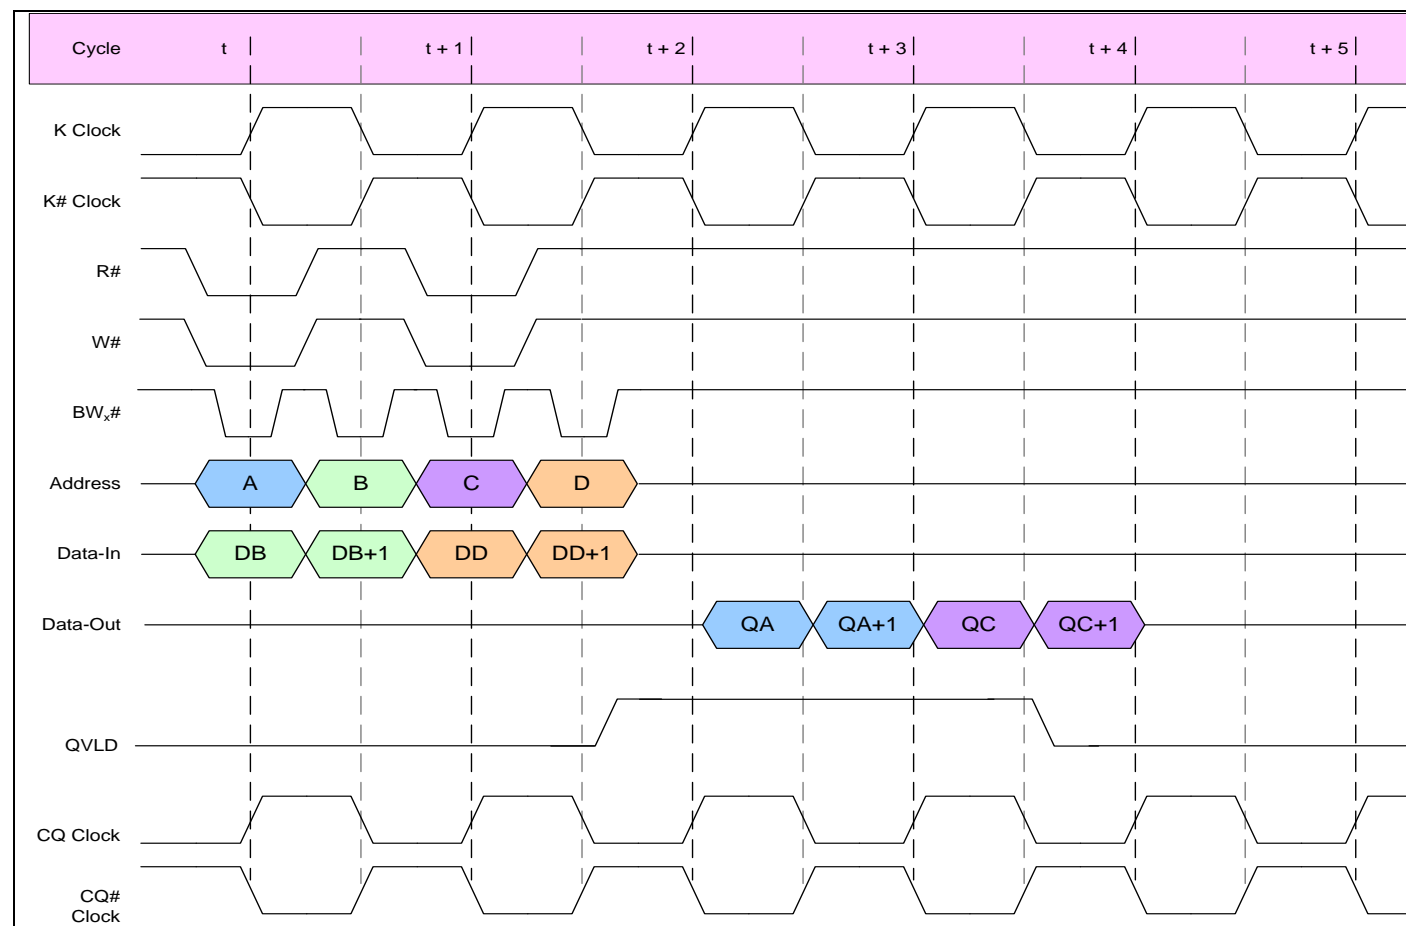 Cycle t t + 1 t + 2 t + 3 t + 4 t + 5
K Clock
K# Clock
R#
W#
BWx#
Address A B C D
Data-In DB DB+1 DD DD+1
Data-Out QA QA+1 QC QC+1
QVLD
CQ Clock
CQ#
Clock